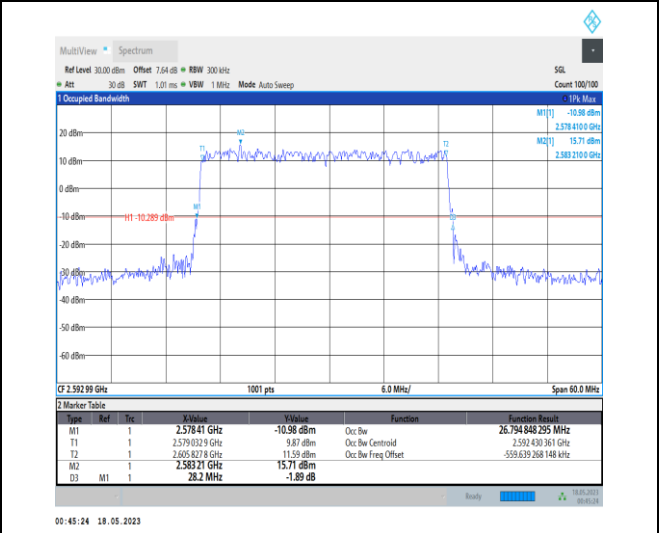 MultiView Spectrum
Ref Level 30.00 dBm Offset 7.64 dB RBW 300 kHz SGL
Att 30 dB SWT 1.01 ms VBW 1 MHz Mode Auto Sweep Count 100/100
1 Occupied Bandwidth 1Pk Max
M1[1] -10.98 dBm
2.578 410 0 GHz
M2[1] 15.71 dBm
2.583 210 0 GHz
20 dBm
M2
T1
T2
10 dBm
0 dBm
M1
-10 dBm
H1 -10.289 dBm
-20 dBm
-30 dBm
-40 dBm
-50 dBm
-60 dBm
CF 2.592 99 GHz 1001 pts 6.0 MHz/ Span 60.0 MHz
2 Marker Table
Type Ref Trc X-Value Y-Value Function Function Result
M1 1 2.578 41 GHz -10.98 dBm Occ Bw 26.794 848 295 MHz
T1 1 2.579 032 9 GHz 9.87 dBm Occ Bw Centroid 2.592 430 361 GHz
T2 1 2.605 827 8 GHz 11.59 dBm Occ Bw Freq Offset -559.639 268 148 kHz
M2 1 2.583 21 GHz 15.71 dBm
D3 M1 1 28.2 MHz -1.89 dB
Ready 18.05.2023
00:45:24
00:45:24 18.05.2023